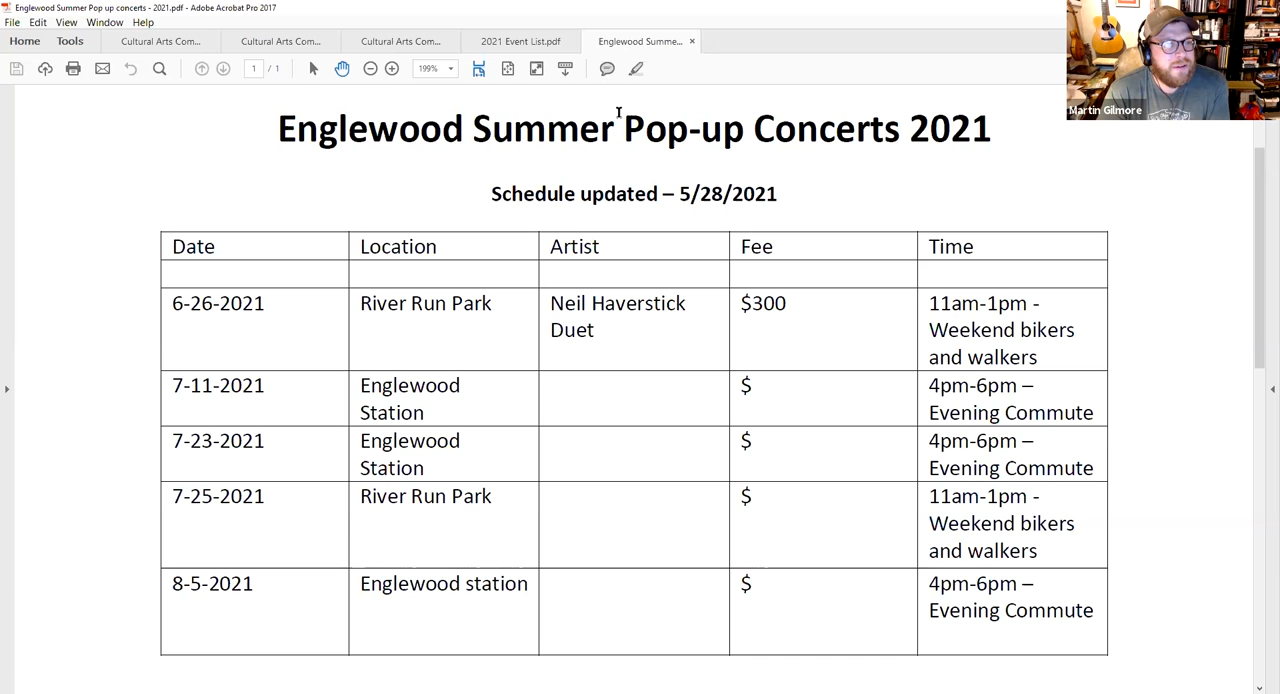 Englewood Summer Pop up concerts - 2021.pdf - Adobe Acrobat Pro 2017
File Edit View Window Help
Home Tools Cultural Arts Com... Cultural Arts Com... Cultural Arts Com... 2021 Event List.pdf Englewood Summe... ×
1 / 1 199%
Martin Gilmore
Englewood Summer Pop-up Concerts 2021
Schedule updated – 5/28/2021
Date Location Artist Fee Time
6-26-2021 River Run Park Neil Haverstick $300 11am-1pm -
Duet Weekend bikers
and walkers
7-11-2021 Englewood $ 4pm-6pm –
Station Evening Commute
7-23-2021 Englewood $ 4pm-6pm –
Station Evening Commute
7-25-2021 River Run Park $ 11am-1pm -
Weekend bikers
and walkers
8-5-2021 Englewood station $ 4pm-6pm –
Evening Commute